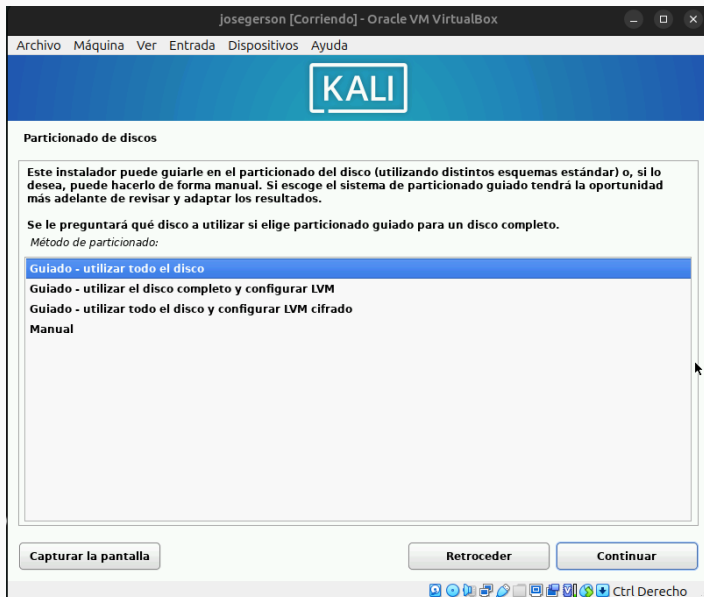 josegerson [Corriendo] - Oracle VM VirtualBox
Archivo Máquina Ver Entrada Dispositivos Ayuda
KALI
Particionado de discos
Este instalador puede guiarle en el particionado del disco (utilizando distintos esquemas estándar) o, si lo
desea, puede hacerlo de forma manual. Si escoge el sistema de particionado guiado tendrá la oportunidad
más adelante de revisar y adaptar los resultados.
Se le preguntará qué disco a utilizar si elige particionado guiado para un disco completo.
Método de particionado:
Guiado - utilizar todo el disco
Guiado - utilizar el disco completo y configurar LVM
Guiado - utilizar todo el disco y configurar LVM cifrado
Manual
Capturar la pantalla
Retroceder
Continuar
Ctrl Derecho